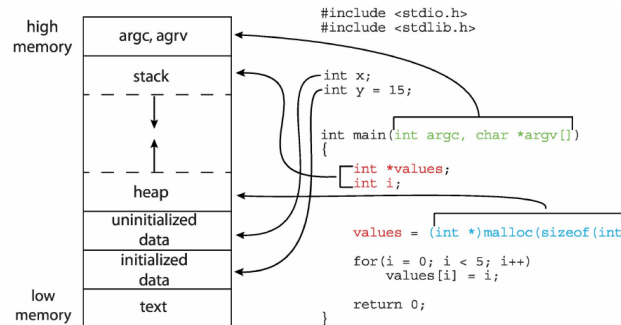 high
memory
argc, agrv
stack
heap
uninitialized
data
initialized
data
low
memory
text
#include <stdio.h>
#include <stdlib.h>
int x;
int y = 15;
int main(int argc, char *argv[])
{
int *values;
int i;
values = (int *)malloc(sizeof(int
for(i = 0; i < 5; i++)
values[i] = i;
return 0;
}